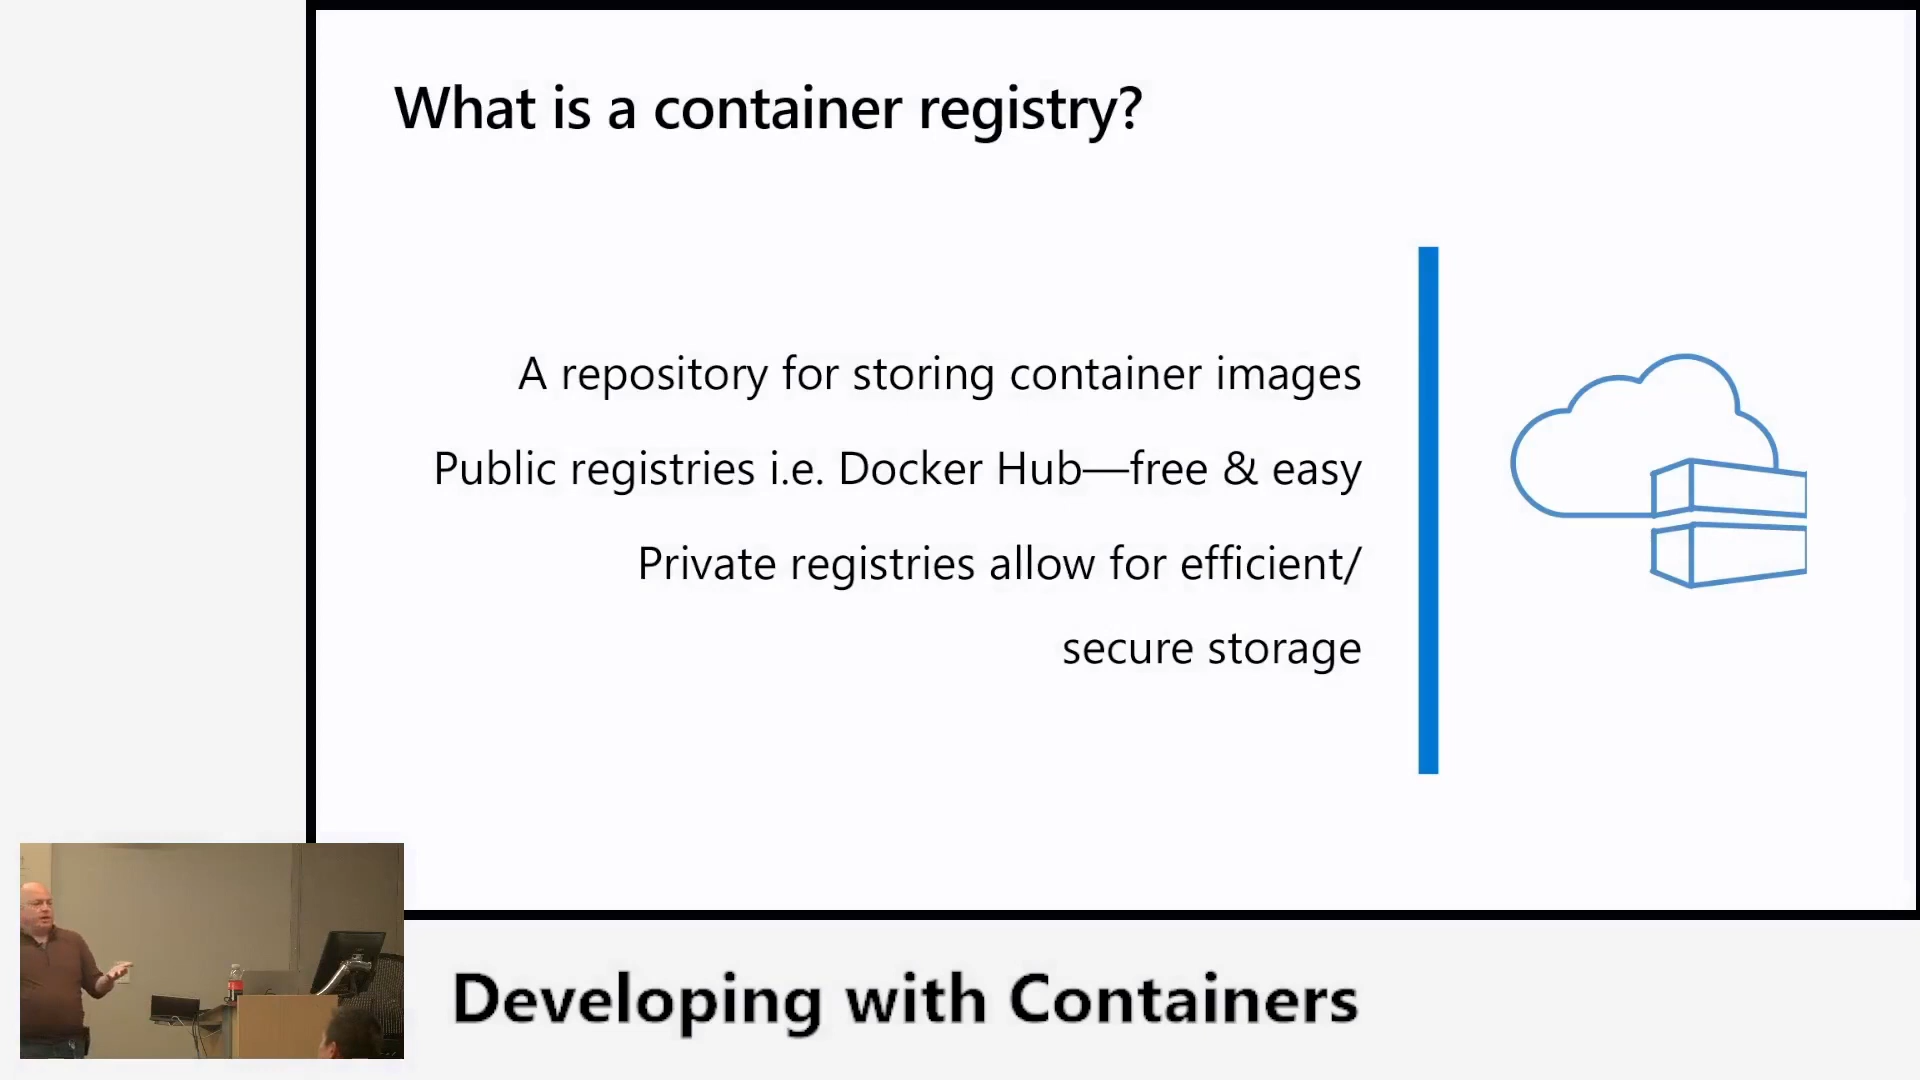 What is a container registry?
A repository for storing container images
Public registries i.e. Docker Hub—free & easy
Private registries allow for efficient/
secure storage
Developing with Containers